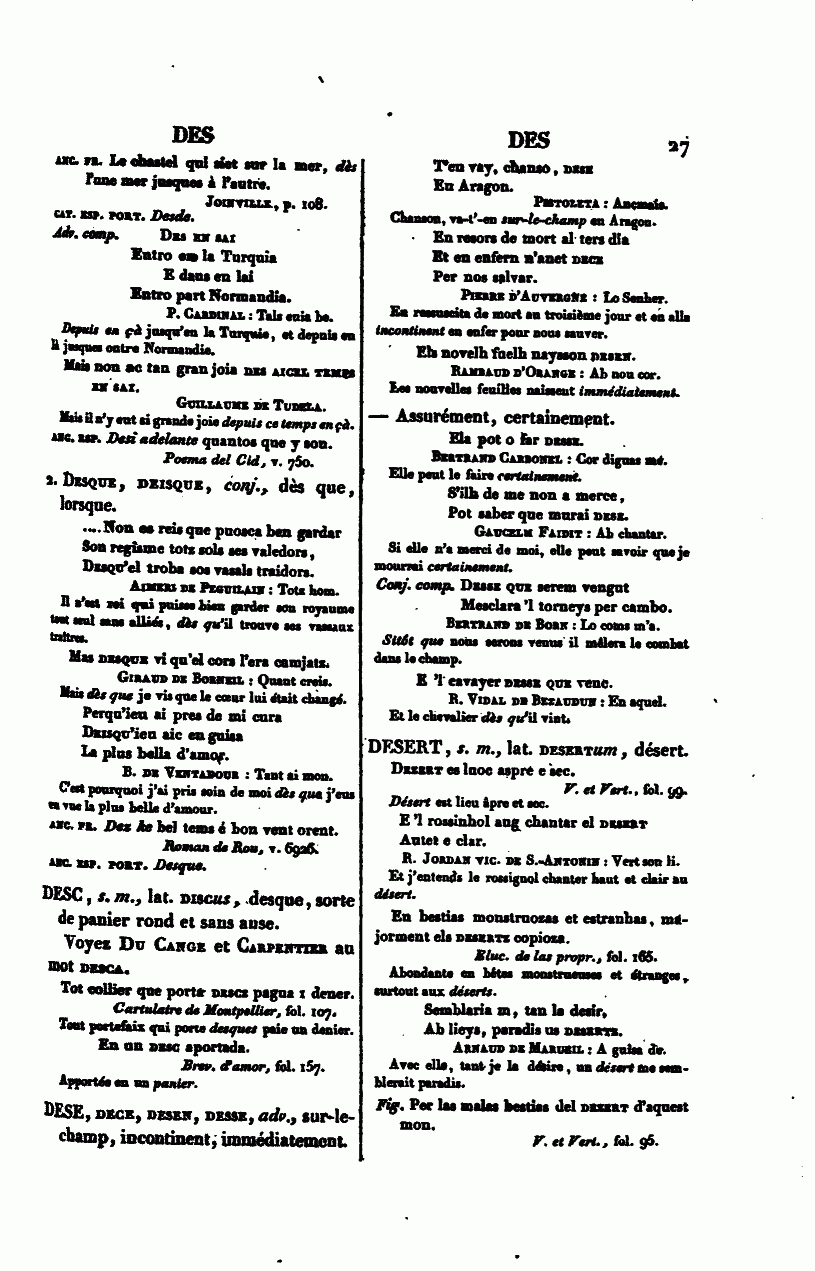 DES
ANC. FR. Le chastel qui siet sur la mer, dès
l'une mer jusques à l'autre.
JOINVILLE, p. 108.
CAT. ESP. PORT. Desde.
Adv. comp. DES EN SAI
Entro en la Turquia
E dans en lai
Entro part Normandia.
P. CARDINAL : Tals cuia be.
Depuis en çà jusqu'en la Turquie, et depuis en
là jusques outre Normandie.
Mais non ac tan gran joia DES AICEL TEMPS
EN SAI.
GUILLAUME DE TUDELA.
Mais il n'y eut si grande joie depuis ce temps en çà.
ANC. ESP. Desi adelante quantos que y son.
Poema del Cid, v. 750.
2. DESQUE, DEISQUE, conj., dès que,
lorsque.
....Non es reis que puosca ben gardar
Son regisme totz sols ses valedors,
DESQU'el troba sos vasals traidors.
AIMERI DE PEGUILAIN : Totz hom.
Il n'est roi qui puisse bien garder son royaume
tout seul sans alliés, dès qu'il trouve ses vassaux
traîtres.
Mas DESQUE vi qu'el cors l'era camjatz.
GIRAUD DE BORNEIL : Quant creis.
Mais dès que je vis que le cœur lui était changé.
Perqu'ieu ai pres de mi cura
DEISQU'ieu aic en guisa
La plus bella d'amor.
B. DE VENTADOUR : Tant ai mon.
C'est pourquoi j'ai pris soin de moi dès que j'eus
en vue la plus belle d'amour.
ANC. FR. Dez ke bel tems é bon vent orent.
Roman de Rou, v. 6926.
ANC. ESP. PORT. Desque.
DESC, s. m., lat. DISCUS, desque, sorte
de panier rond et sans anse.
Voyez DU CANGE et CARPENTIER au
mot DESCA.
Tot collier que porta DESCS pagua 1 dener.
Cartulaire de Montpellier, fol. 107.
Tout portefaix qui porte desques paie un denier.
En un DESC aportada.
Brev. d'amor, fol. 157.
Apportée en un panier.
DESE, DECE, DESEN, DESSE, adv., sur-le-
champ, incontinent, immédiatement.
DES 27
T'en vay, chanso, DESE
En Aragon.
PISTOLETA : Ancmais.
Chanson, va-t'-en sur-le-champ en Aragon.
En resors de mort al ters dia
Et en enfern n'anet DECE
Per nos salvar.
PIERRE D'AUVERGNE : Lo Senher.
En ressuscita de mort au troisième jour et en alla
incontinent en enfer pour nous sauver.
Els novelh fuelh naysson DESEN.
RAMBAUD D'ORANGE : Ab nou cor.
Les nouvelles feuilles naissent immédiatement.
— Assurément, certainement.
Ela pot o far DESSE.
BERTRAND CARBONEL : Cor diguas me.
Elle peut le faire certainement.
S'ilh de me non a merce,
Pot saber que murai DESE.
GAUCELM FAIDIT : Ab chantar.
Si elle n'a merci de moi, elle peut savoir que je
mourrai certainement.
Conj. comp. DESSE QUE serem vengut
Mesclara'l torneys per cambo.
BERTRAND DE BORN : Lo coms m'a.
Sitôt que nous serons venus il mêlera le combat
dans le champ.
E'l cavayer DESSE QUE venc.
R. VIDAL DE BEZAUDUN : En aquel.
Et le chevalier dès qu'il vint.
DESERT, s. m., lat. DESERTum, désert.
DEZERT es luoc aspre e sec.
V. et Vert., fol. 99.
Désert est lieu âpre et sec.
E'l rossinhol aug chantar el DESERT
Autet e clar.
R. JORDAN VIC. DE S.-ANTONIN : Vert son li.
Et j'entends le rossignol chanter haut et clair au
désert.
En bestias monstruozas et estranhas, ma-
jorment els DESERTZ copioza.
Eluc. de las propr., fol. 165.
Abondante en bêtes monstrueuses et étranges,
surtout aux déserts.
Semblaria m, tan la desir,
Ab lieys, paradis us DESERTZ.
ARNAUD DE MARUEIL : A guisa de.
Avec elle, tant je la désire, un désert me sem-
blerait paradis.
Fig. Per las malas bestias del DEZERT d'aquest
mon.
V. et Vert., fol. 95.